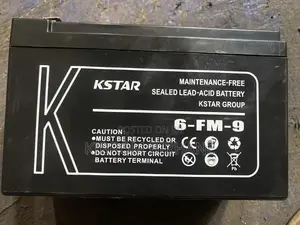 K
KSTAR
MAINTENANCE-FREE
SEALED LEAD-ACID BATTERY
KSTAR GROUP
6-FM-9
CAUTION:
●MUST BE RECYCLED OR
DISPOSED PROPERLY
●DO NOT SHORT CIRCUIT
BATTERY TERMINAL
Pb